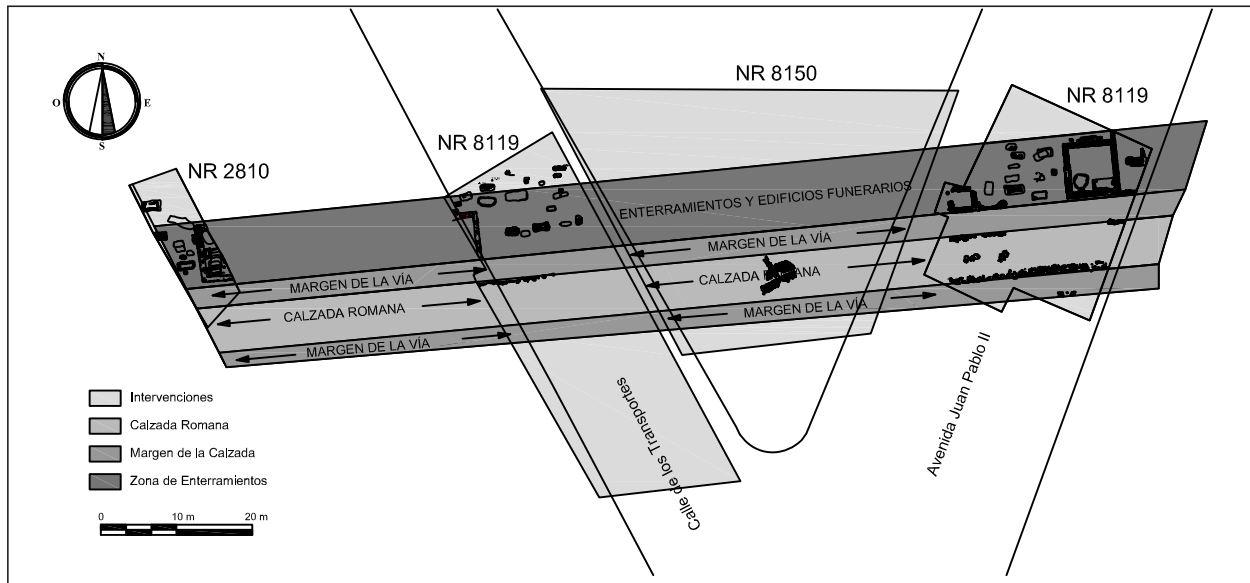 NR 8150
N
O
E
S
NR 8119
NR 8119
NR 2810
ENTERRAMIENTOS Y EDIFICIOS FUNERARIOS
MARGEN DE LA VÍA
MARGEN DE LA VÍA
CALZADA ROMANA
CALZADA ROMANA
MARGEN DE LA VÍA
MARGEN DE LA VÍA
Calle de los Transportes
Avenida Juan Pablo II
Intervenciones
Calzada Romana
Margen de la Calzada
Zona de Enterramientos
0 10 m 20 m